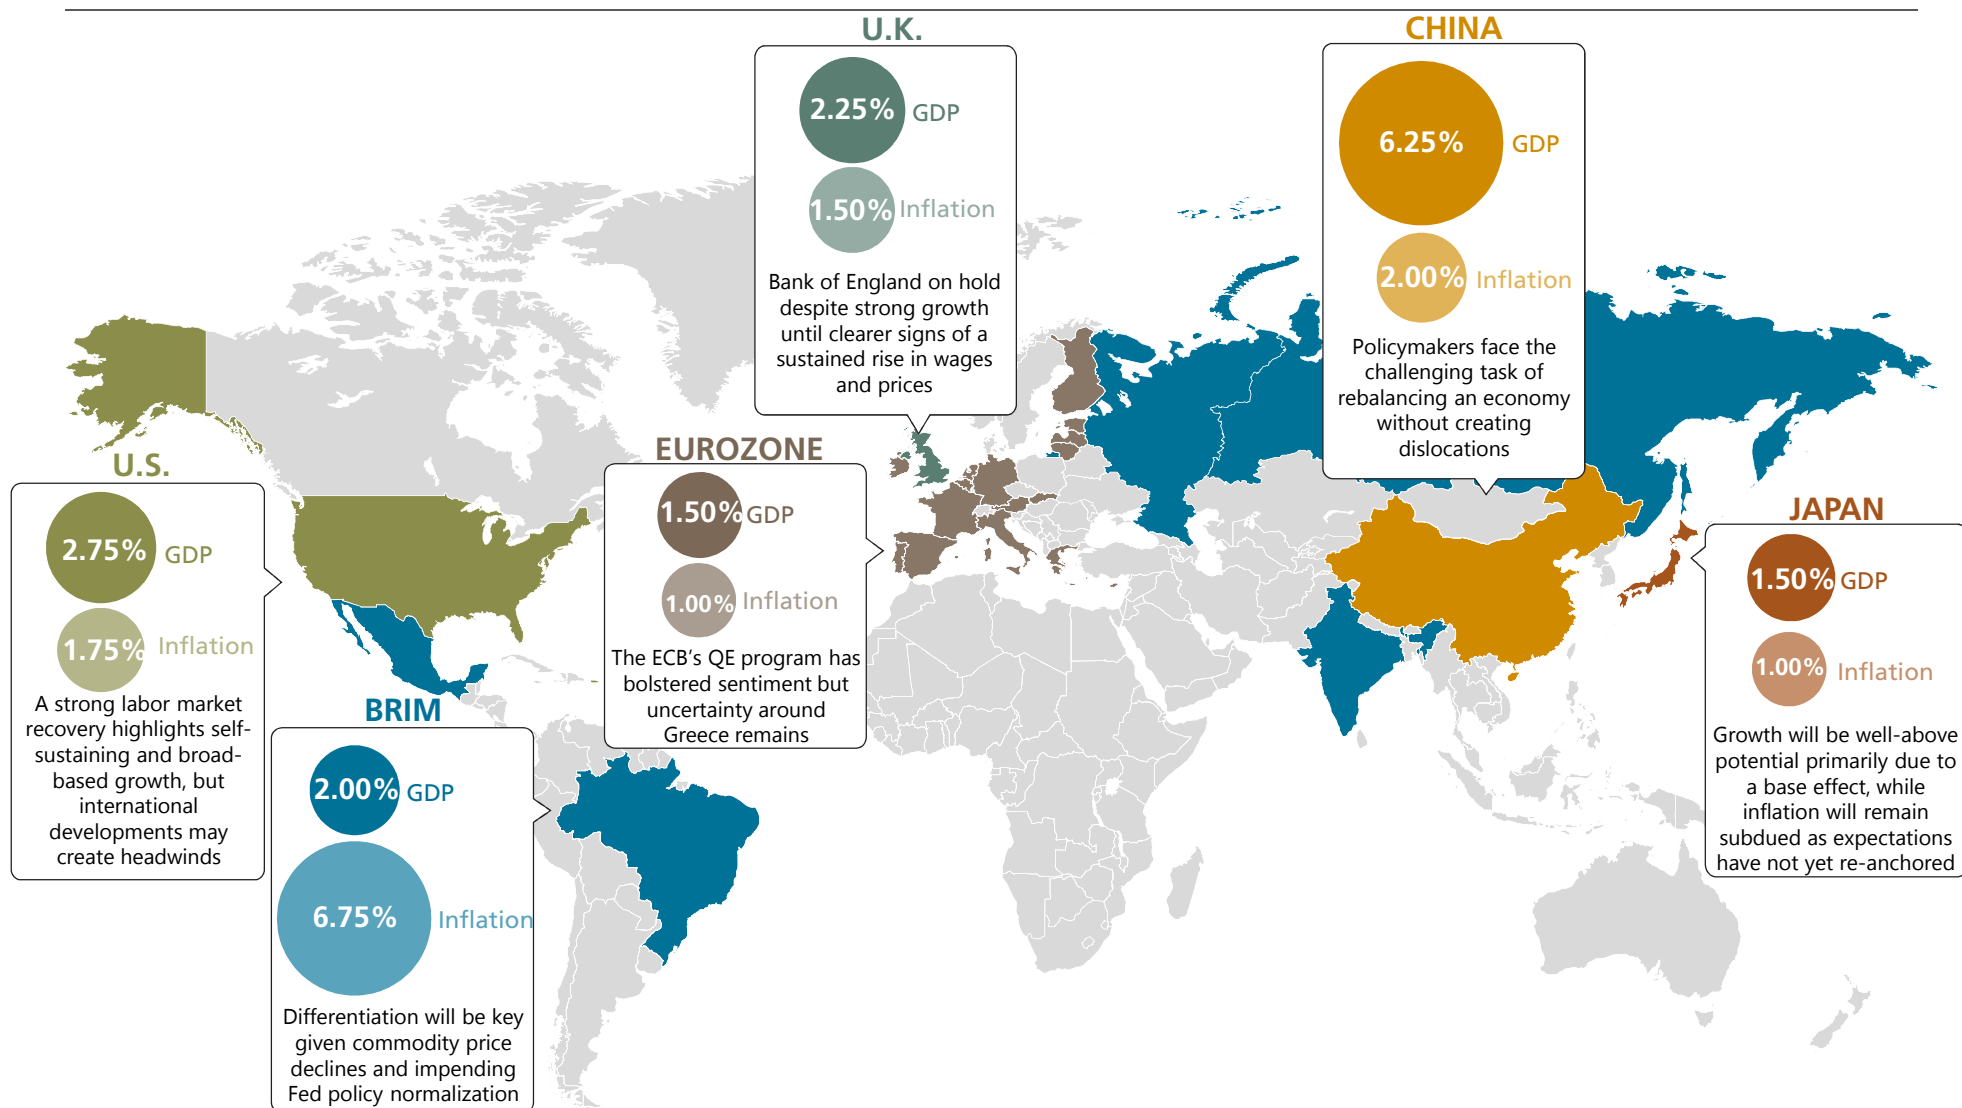 U.K.
2.25% GDP
1.50% Inflation
Bank of England on hold
despite strong growth
until clearer signs of a
sustained rise in wages
and prices
CHINA
6.25% GDP
2.00% Inflation
Policymakers face the
challenging task of
rebalancing an economy
without creating
dislocations
U.S.
2.75% GDP
1.75% Inflation
A strong labor market
recovery highlights self-
sustaining and broad-
based growth, but
international
developments may
create headwinds
EUROZONE
1.50% GDP
1.00% Inflation
The ECB’s QE program has
bolstered sentiment but
uncertainty around
Greece remains
JAPAN
1.50% GDP
1.00% Inflation
Growth will be well-above
potential primarily due to
a base effect, while
inflation will remain
subdued as expectations
have not yet re-anchored
BRIM
2.00% GDP
6.75% Inflation
Differentiation will be key
given commodity price
declines and impending
Fed policy normalization